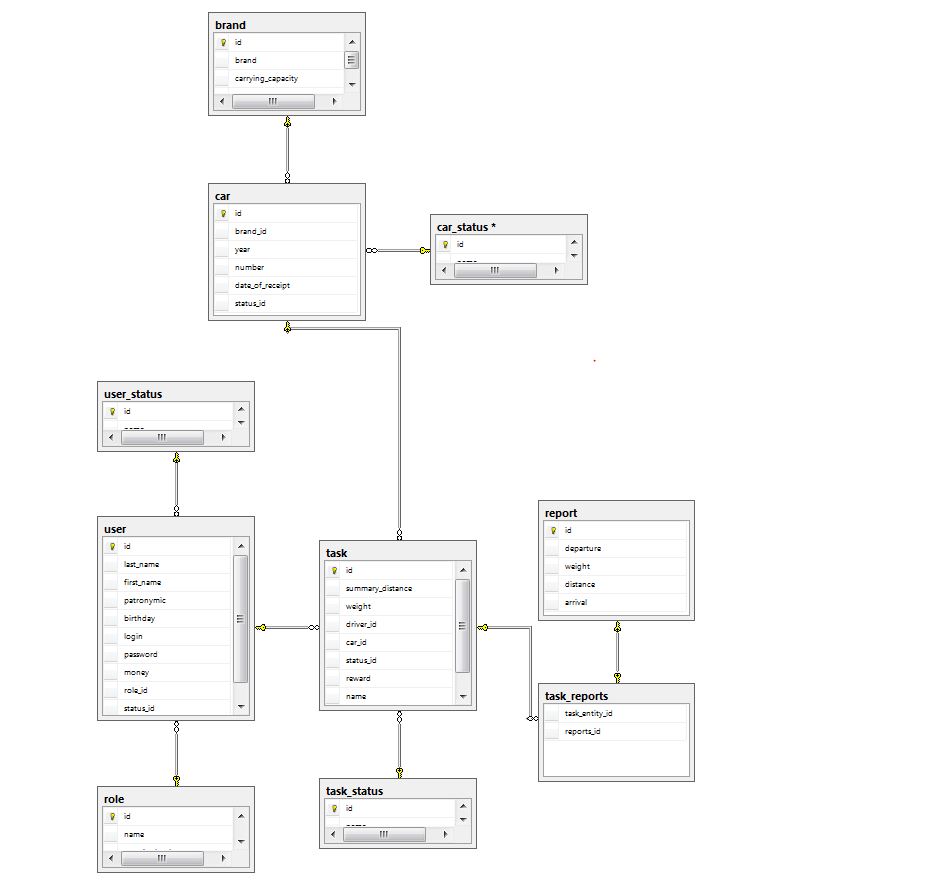 brand
id
brand
carrying_capacity
car
id
brand_id
year
number
date_of_receipt
status_id
car_status *
id
user_status
id
user
id
last_name
first_name
patronymic
birthday
login
password
money
role_id
status_id
task
id
summary_distance
weight
driver_id
car_id
status_id
reward
name
report
id
departure
weight
distance
arrival
task_reports
task_entity_id
reports_id
role
id
name
task_status
id